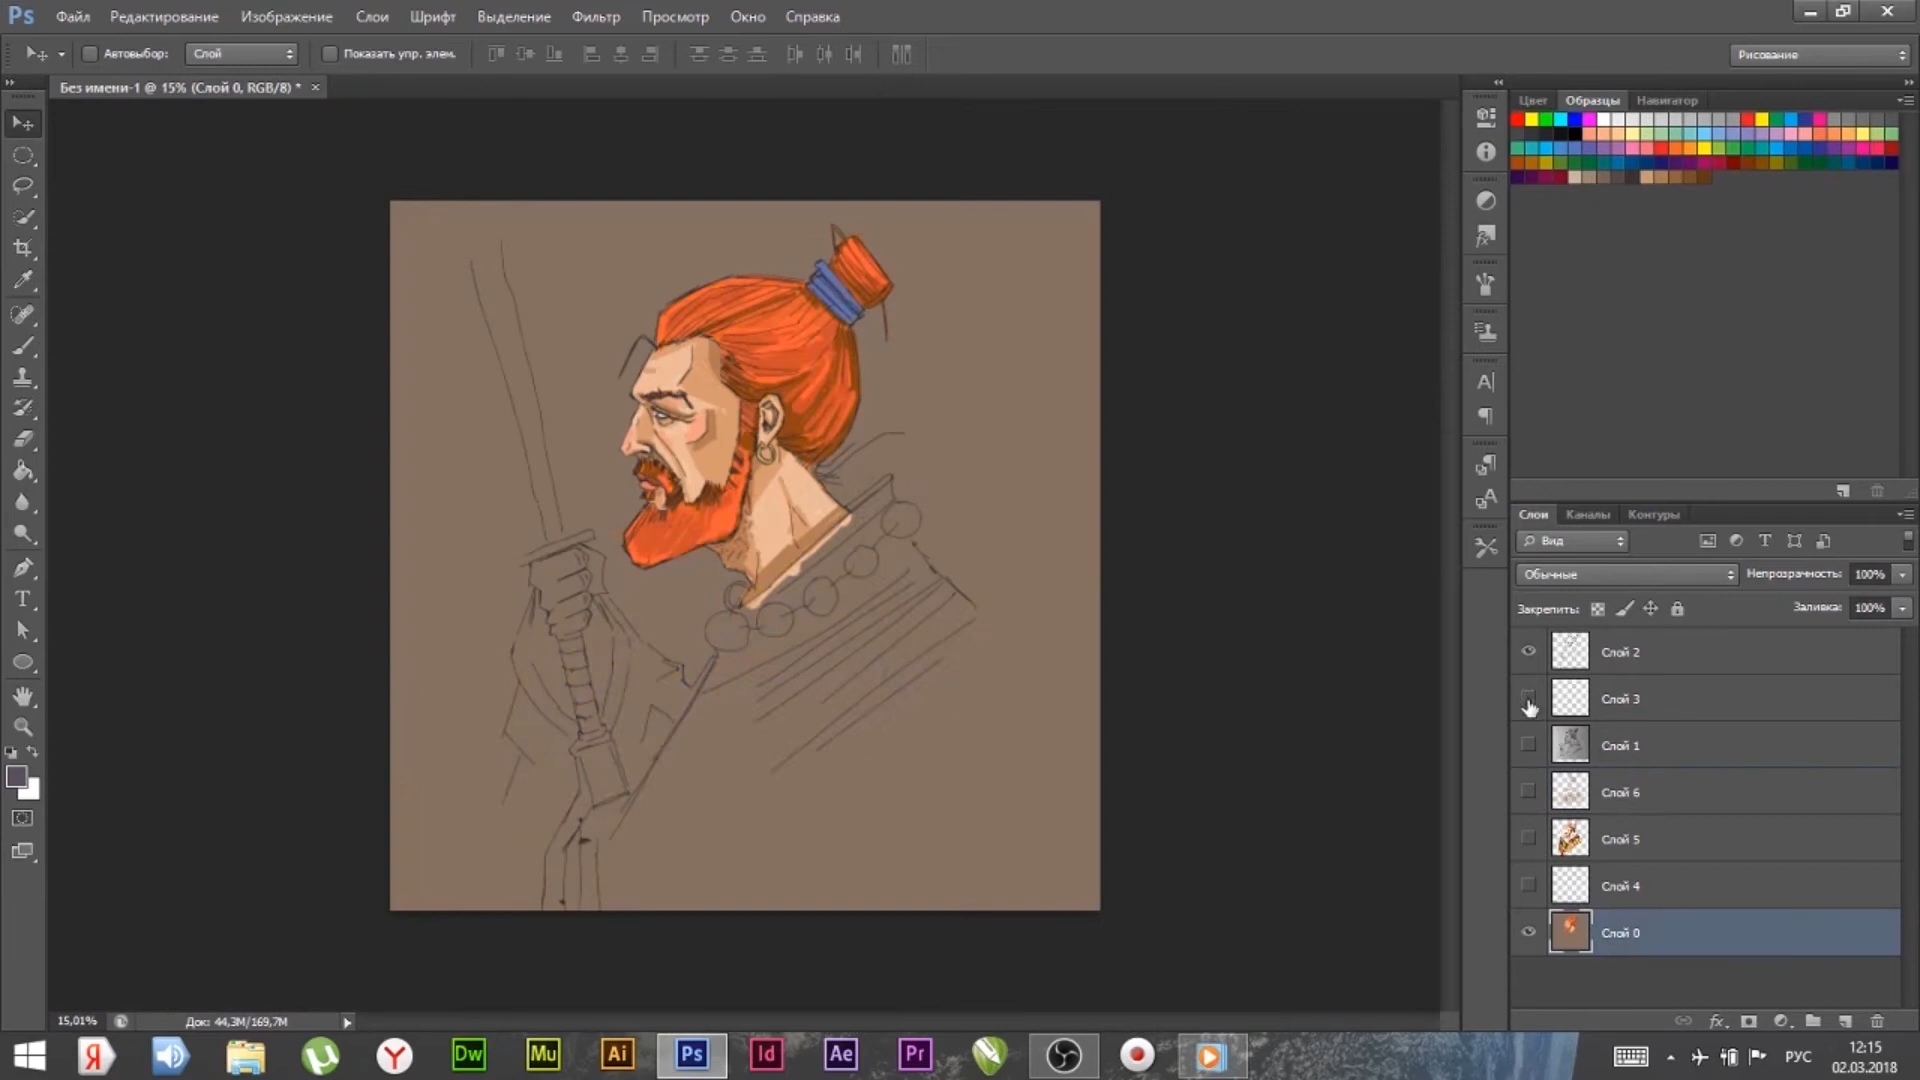 Ps Файл Редактирование Изображение Слои Шрифт Выделение Фильтр Просмотр Окно Справка
Автовыбор: Слой Показать упр. элем. Рисование
Без имени-1 @ 15% (Слой 0, RGB/8) *
Цвет Образцы Навигатор
Слои Каналы Контуры
Вид
Обычные Непрозрачность: 100%
Закрепить: Заливка: 100%
Слой 2
Слой 3
Слой 1
Слой 6
Слой 5
Слой 4
Слой 0
15,01% Док: 44,3M/169,7M
Я Y Dw Mu Ai Ps Id Ae Pr РУС 12:15
02.03.2018